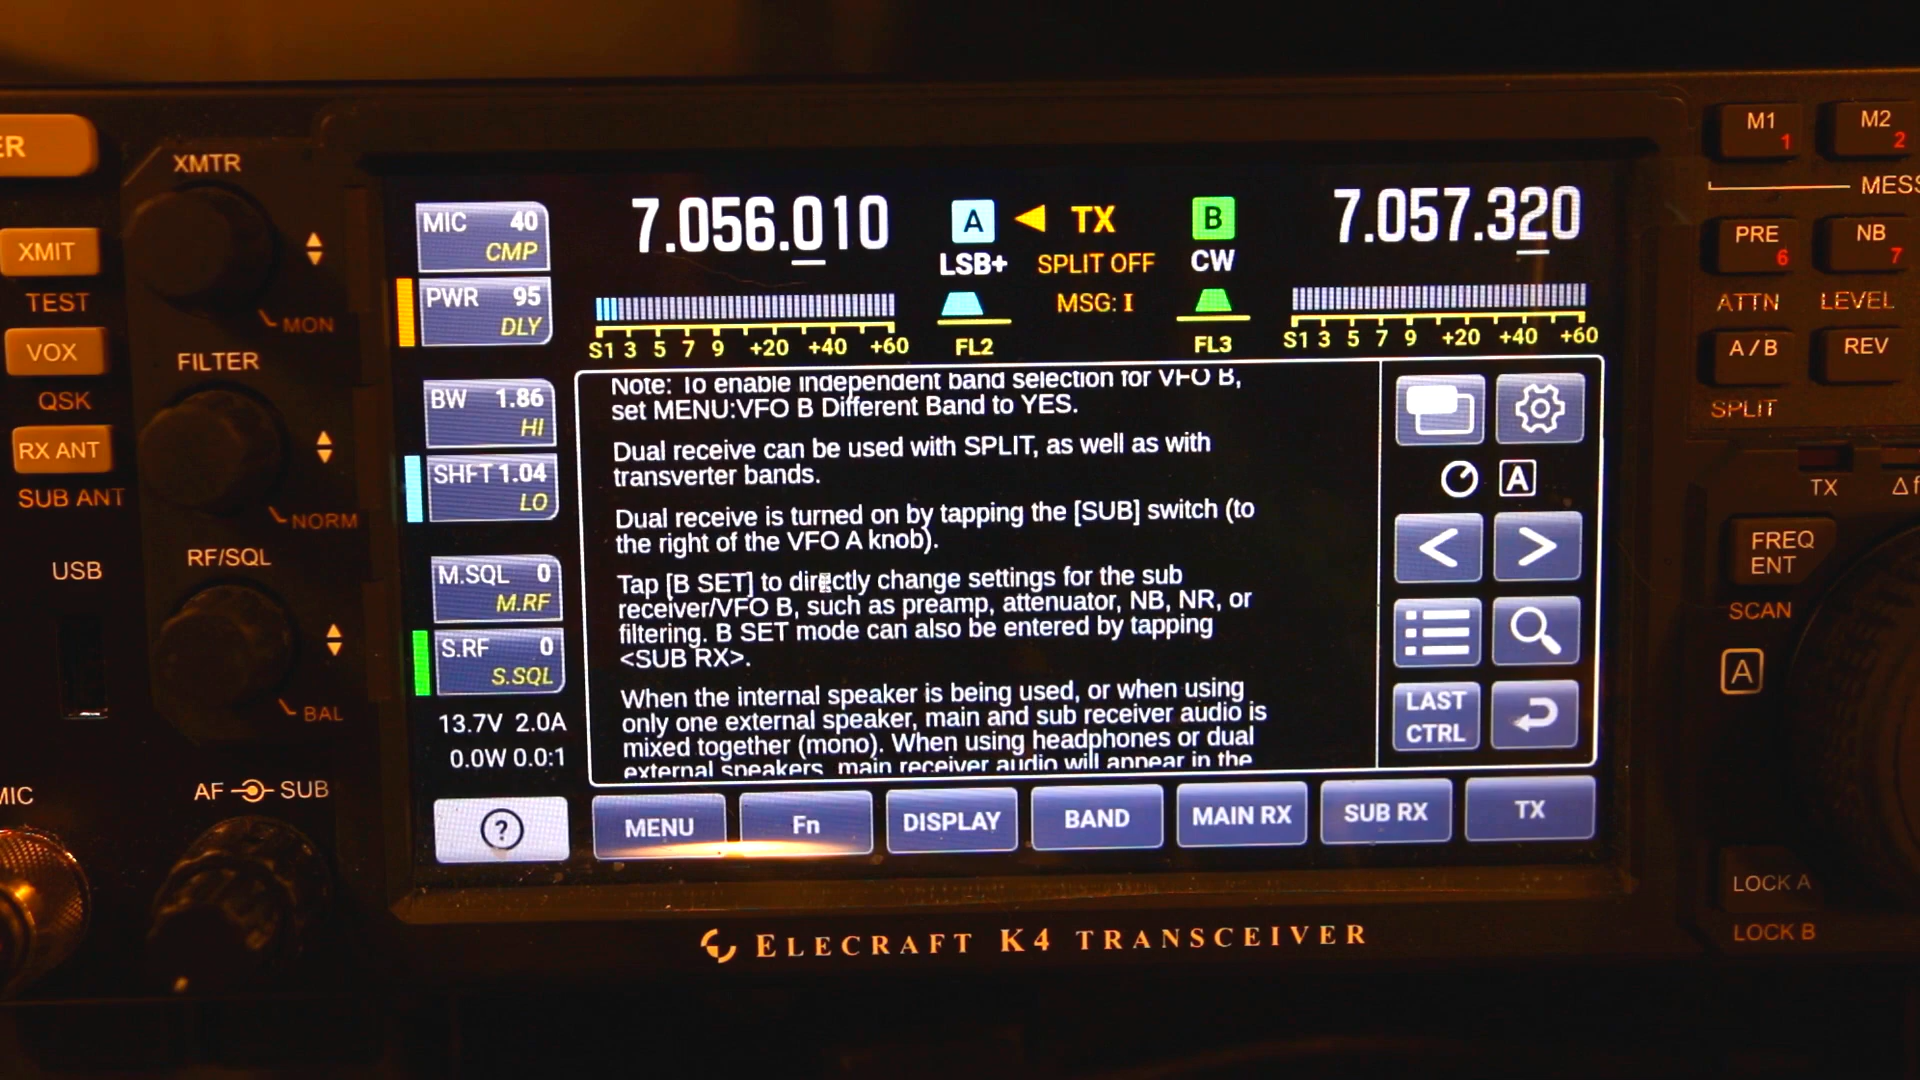 ER
XMTR
XMIT
TEST
MON
VOX
QSK
FILTER
RX ANT
SUB ANT
NORM
USB
RF/SQL
BAL
MIC
AF SUB
MIC 40
CMP
PWR 95
DLY
BW 1.86
HI
SHFT 1.04
LO
M.SQL 0
M.RF
S.RF 0
S.SQL
13.7V 2.0A
0.0W 0.0:1
?
7.056.010
A TX B
LSB+ SPLIT OFF CW
MSG: I
FL2 FL3
7.057.320
S1 3 5 7 9 +20 +40 +60
S1 3 5 7 9 +20 +40 +60
Note: To enable independent band selection for VFO B,
set MENU:VFO B Different Band to YES.
Dual receive can be used with SPLIT, as well as with
transverter bands.
Dual receive is turned on by tapping the [SUB] switch (to
the right of the VFO A knob).
Tap [B SET] to directly change settings for the sub
receiver/VFO B, such as preamp, attenuator, NB, NR, or
filtering. B SET mode can also be entered by tapping
<SUB RX>.
When the internal speaker is being used, or when using
only one external speaker, main and sub receiver audio is
mixed together (mono). When using headphones or dual
external speakers, main receiver audio will appear in the
A
< >
LAST
CTRL
MENU Fn DISPLAY BAND MAIN RX SUB RX TX
ELECRAFT K4 TRANSCEIVER
M1 1 M2 2
MESS
PRE 6 NB 7
ATTN LEVEL
A/B REV
SPLIT
TX Δf
FREQ
ENT
SCAN
A
LOCK A
LOCK B